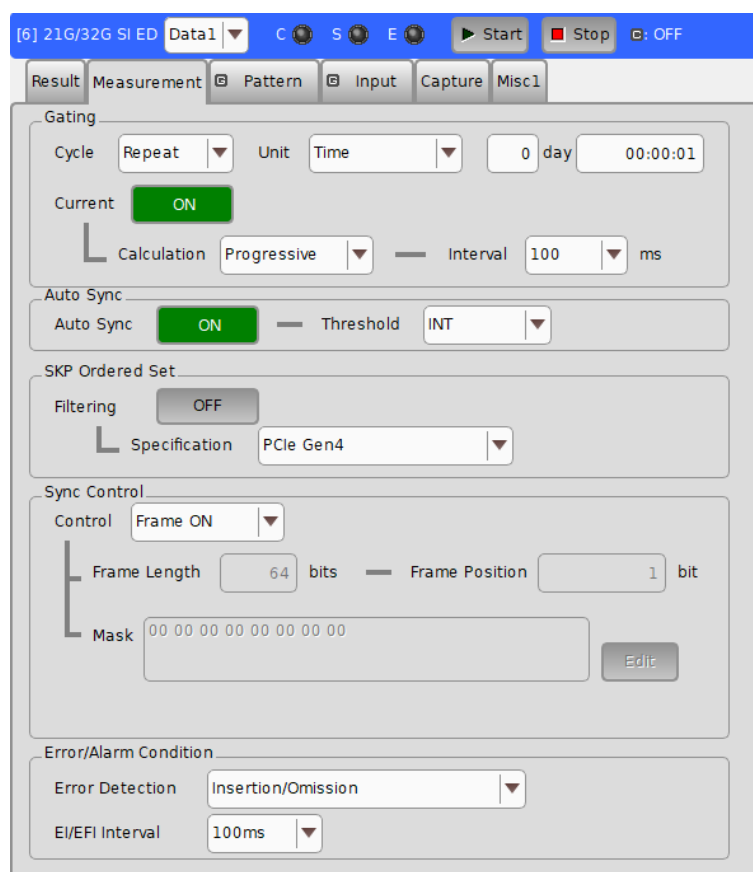 [6] 21G/32G SI ED Data1 C S E Start Stop G: OFF
Result Measurement G Pattern G Input Capture Misc1
Gating
Cycle Repeat Unit Time 0 day 00:00:01
Current ON
Calculation Progressive Interval 100 ms
Auto Sync
Auto Sync ON Threshold INT
SKP Ordered Set
Filtering OFF
Specification PCIe Gen4
Sync Control
Control Frame ON
Frame Length 64 bits Frame Position 1 bit
Mask 00 00 00 00 00 00 00 00
Edit
Error/Alarm Condition
Error Detection Insertion/Omission
EI/EFI Interval 100ms